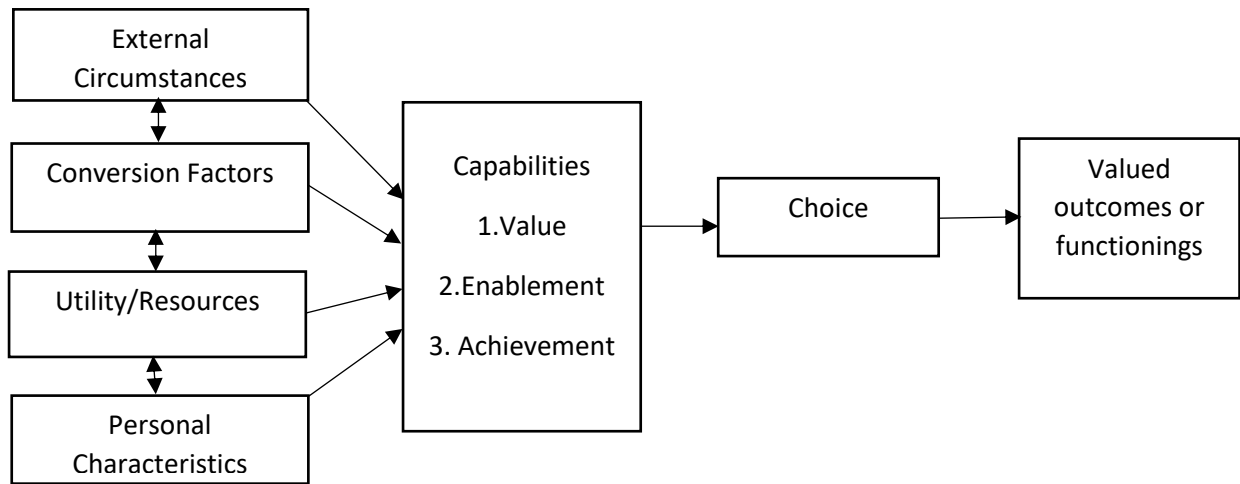 External
Circumstances
Conversion Factors
Utility/Resources
Personal
Characteristics
Capabilities
1.Value
2.Enablement
3. Achievement
Choice
Valued
outcomes or
functionings